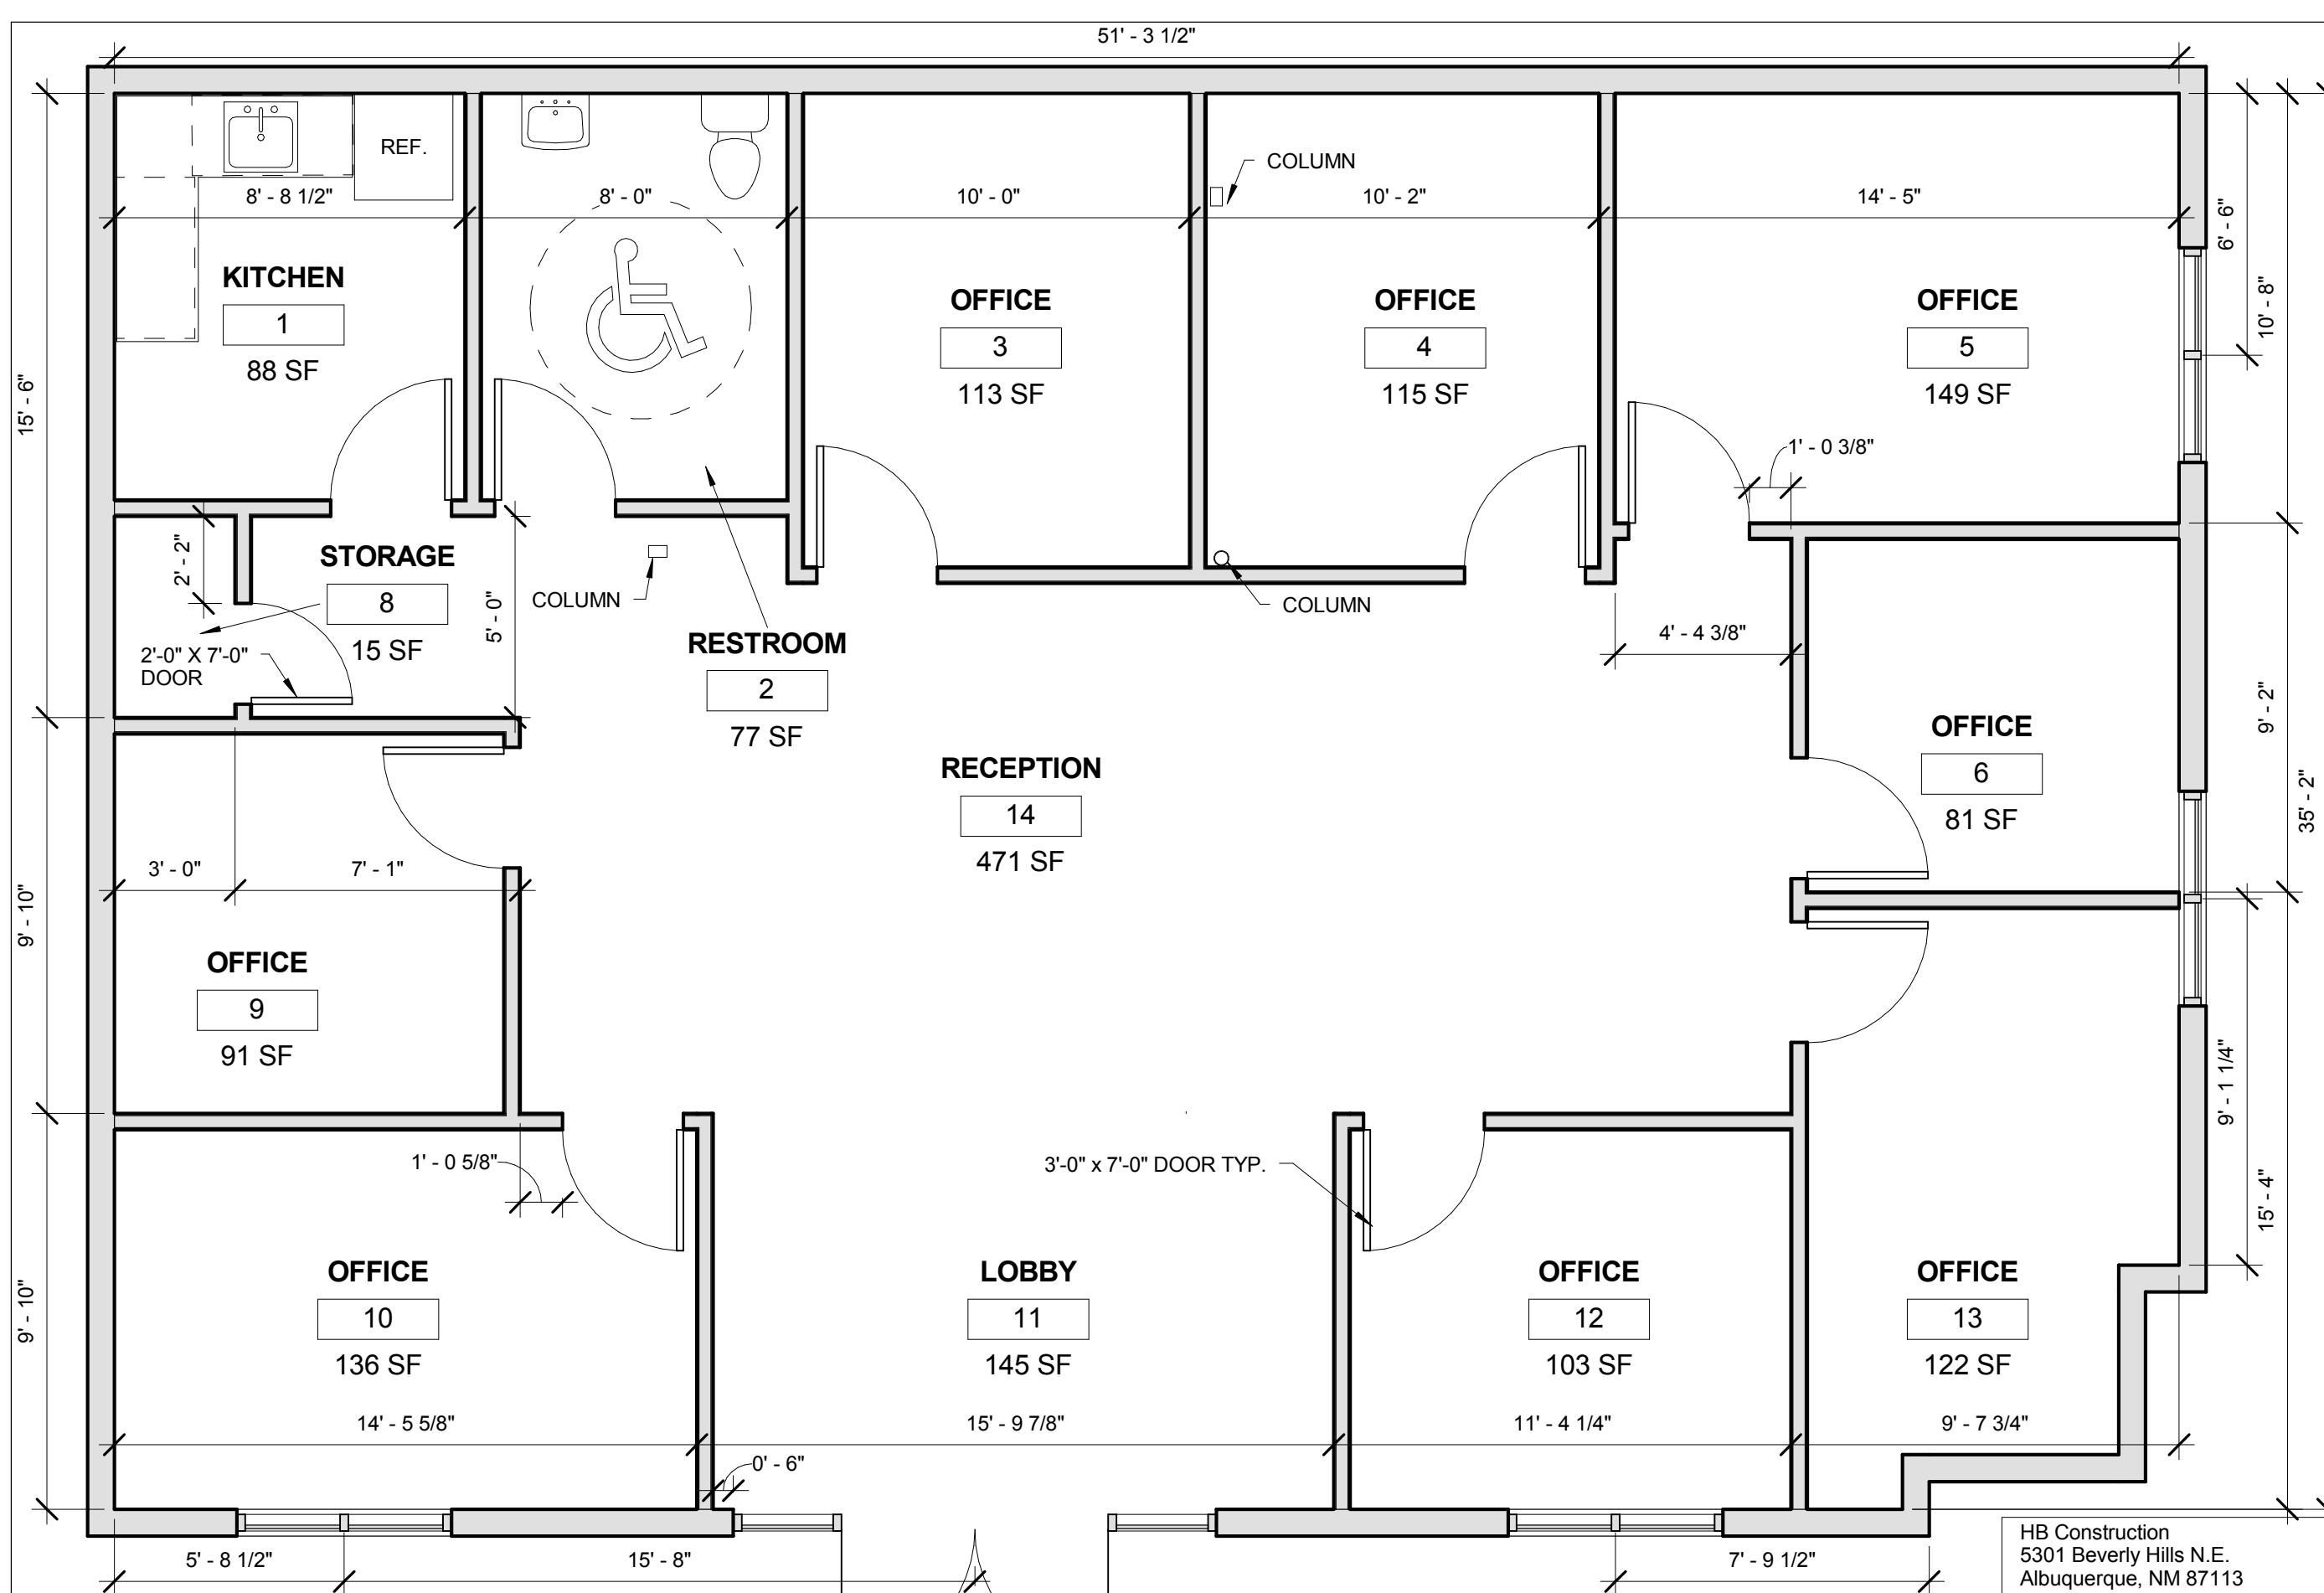 51' - 3 1/2"
REF.
8' - 8 1/2"
8' - 0"
10' - 0"
COLUMN
10' - 2"
14' - 5"
6' - 6"
10' - 8"
15' - 6"
KITCHEN
1
88 SF
OFFICE
3
113 SF
OFFICE
4
115 SF
OFFICE
5
149 SF
1' - 0 3/8"
2' - 2"
STORAGE
8
15 SF
2'-0" X 7'-0"
DOOR
5' - 0"
COLUMN
RESTROOM
2
77 SF
COLUMN
4' - 4 3/8"
9' - 2"
35' - 2"
RECEPTION
14
471 SF
OFFICE
6
81 SF
3' - 0"
7' - 1"
9' - 10"
OFFICE
9
91 SF
9' - 1 1/4"
15' - 4"
1' - 0 5/8"
3'-0" x 7'-0" DOOR TYP.
9' - 10"
OFFICE
10
136 SF
LOBBY
11
145 SF
OFFICE
12
103 SF
OFFICE
13
122 SF
14' - 5 5/8"
15' - 9 7/8"
11' - 4 1/4"
9' - 7 3/4"
0' - 6"
5' - 8 1/2"
15' - 8"
7' - 9 1/2"
HB Construction
5301 Beverly Hills N.E.
Albuquerque, NM 87113